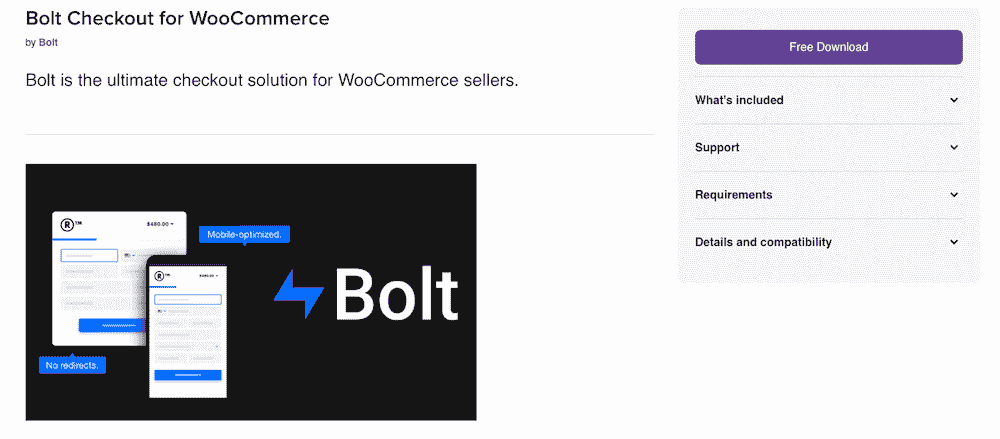 Bolt Checkout for WooCommerce
by Bolt
Bolt is the ultimate checkout solution for WooCommerce sellers.
Free Download
What's included
Support
Requirements
Details and compatibility
® ™ $480.00
Mobile-optimized.
® ™ $480.00
Bolt
No redirects.